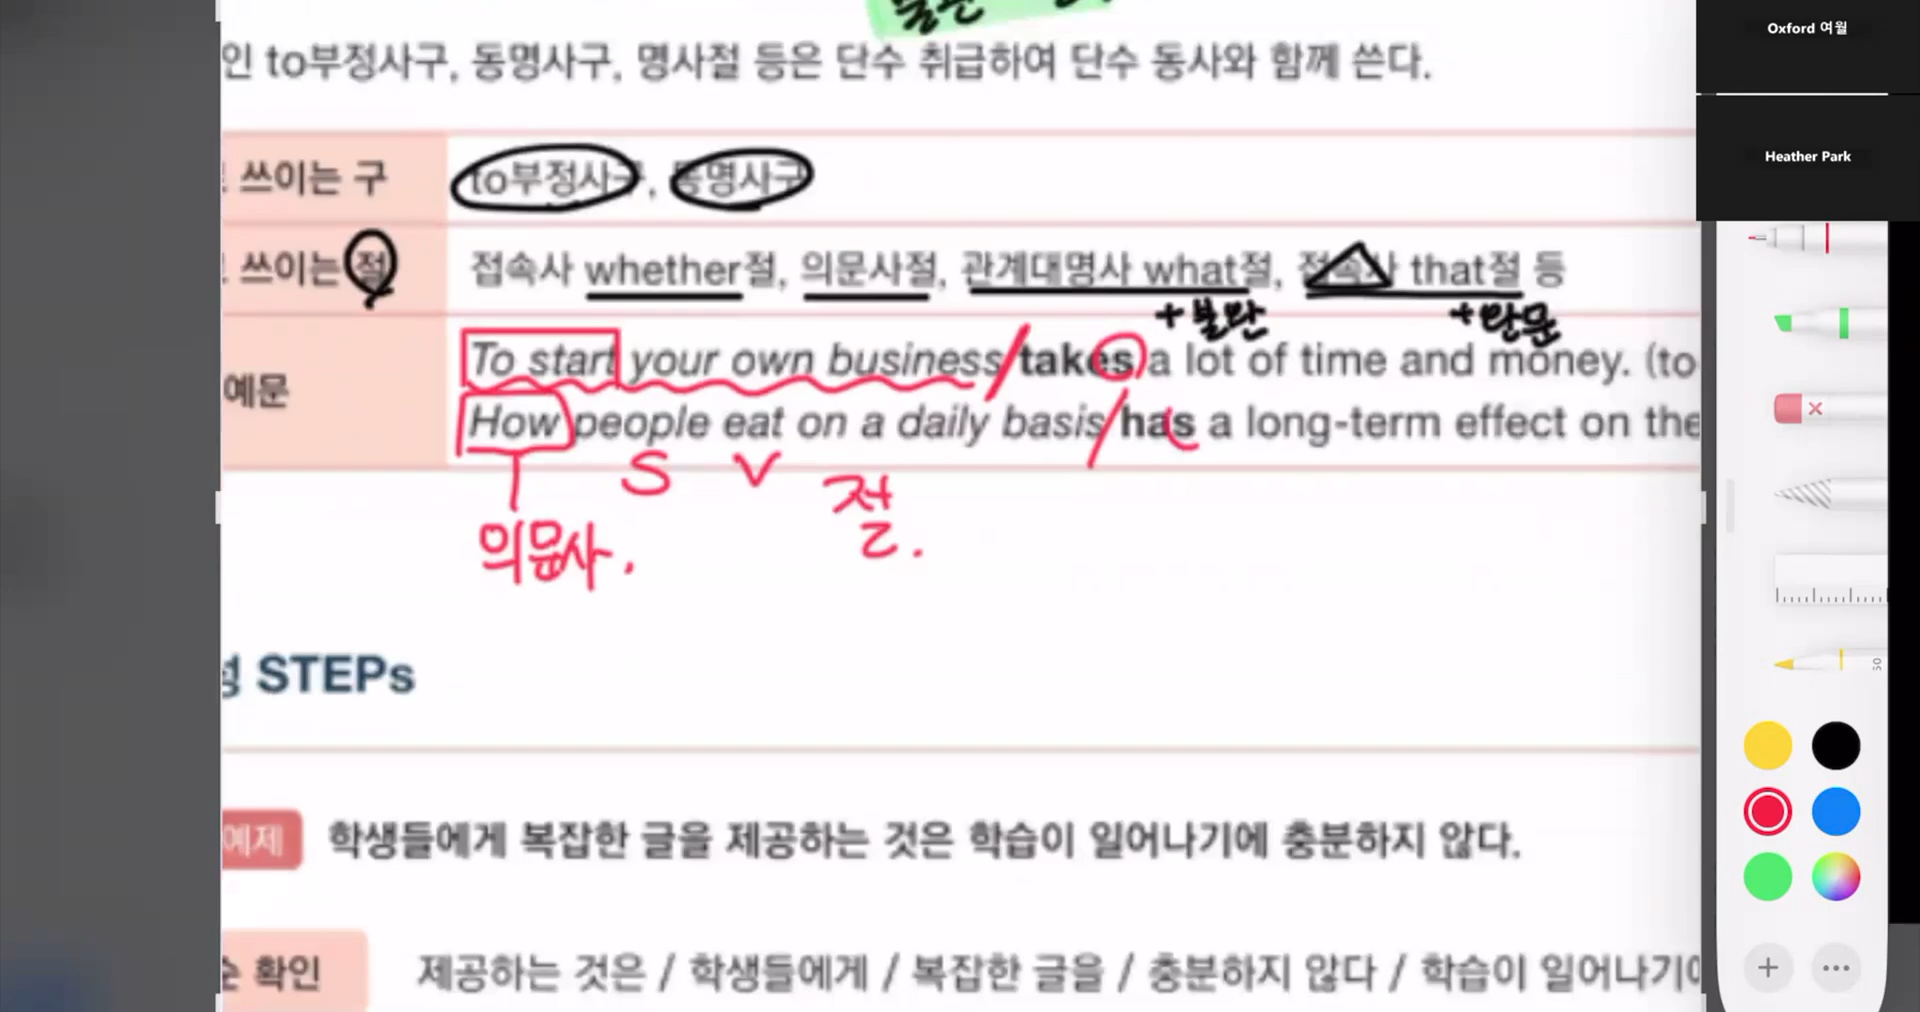 Oxford 여월
인 to부정사구, 동명사구, 명사절 등은 단수 취급하여 단수 동사와 함께 쓴다.
Heather Park
쓰이는 구 to부정사구, 동명사구
쓰이는 절 접속사 whether절, 의문사절, 관계대명사 what절, 접속사 that절 등
+불완 +완문
예문
To start your own business / takes a lot of time and money. (to
How people eat on a daily basis / has a long-term effect on the
S V 절.
의문사.
성 STEPs
예제 학생들에게 복잡한 글을 제공하는 것은 학습이 일어나기에 충분하지 않다.
순 확인 제공하는 것은 / 학생들에게 / 복잡한 글을 / 충분하지 않다 / 학습이 일어나기에
50